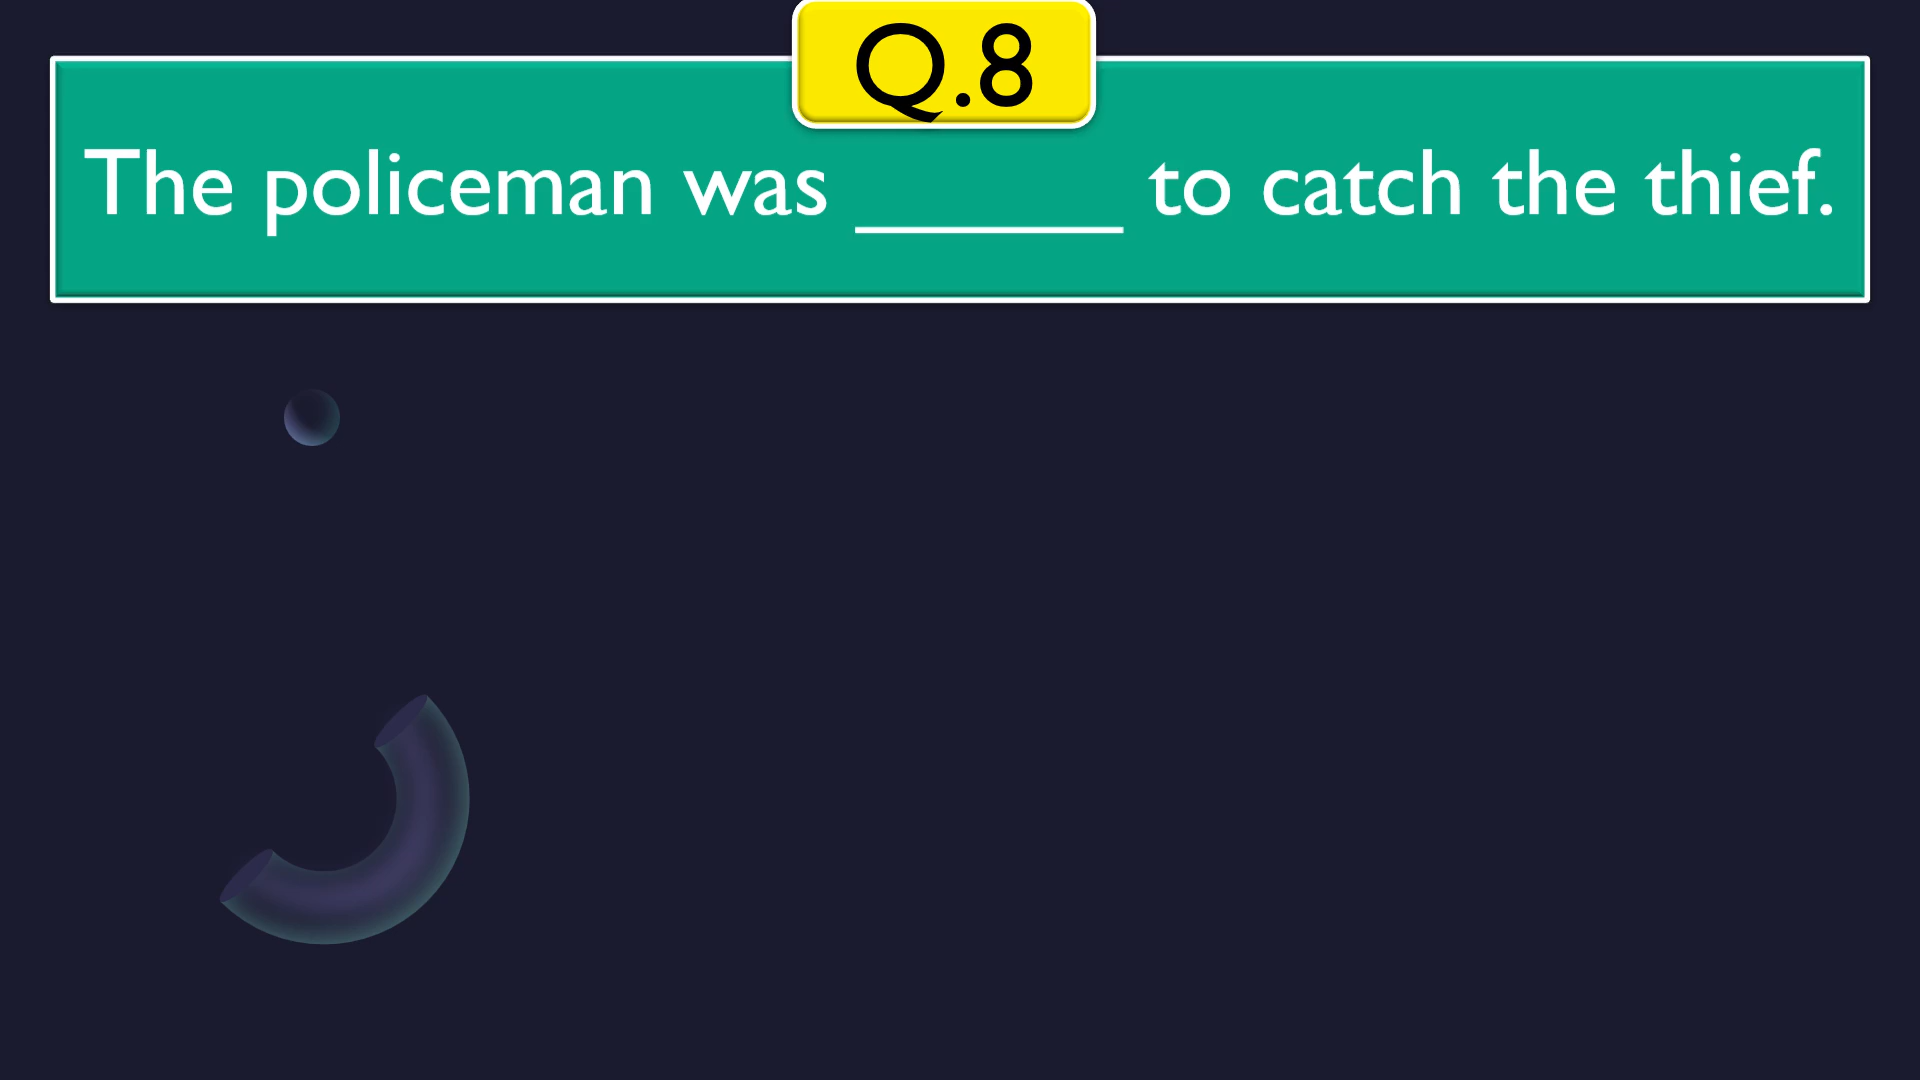 Q.8
The policeman was ______ to catch the thief.